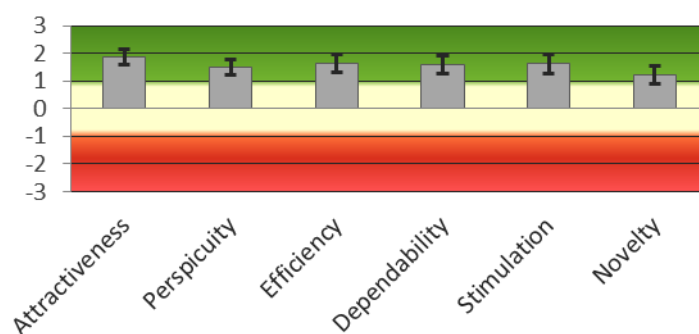 3
2
1
0
-1
-2
-3
Attractiveness
Perspicuity
Efficiency
Dependability
Stimulation
Novelty